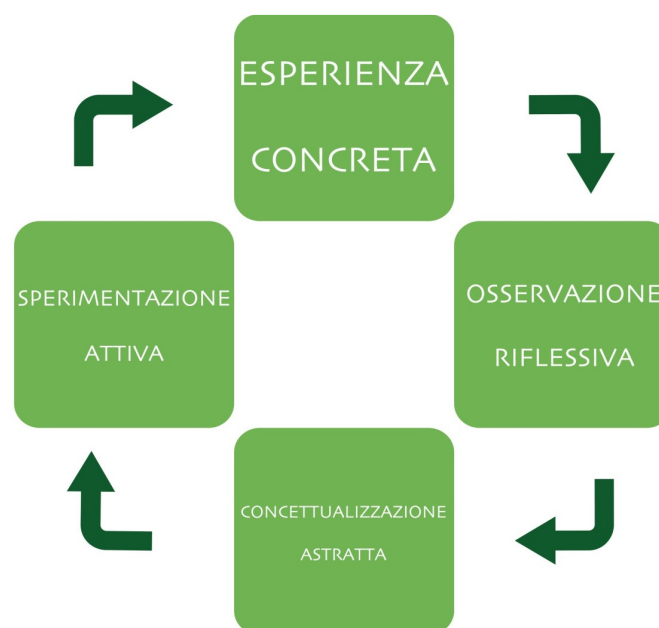 ESPERIENZA
CONCRETA
OSSERVAZIONE
RIFLESSIVA
CONCETTUALIZZAZIONE
ASTRATTA
SPERIMENTAZIONE
ATTIVA